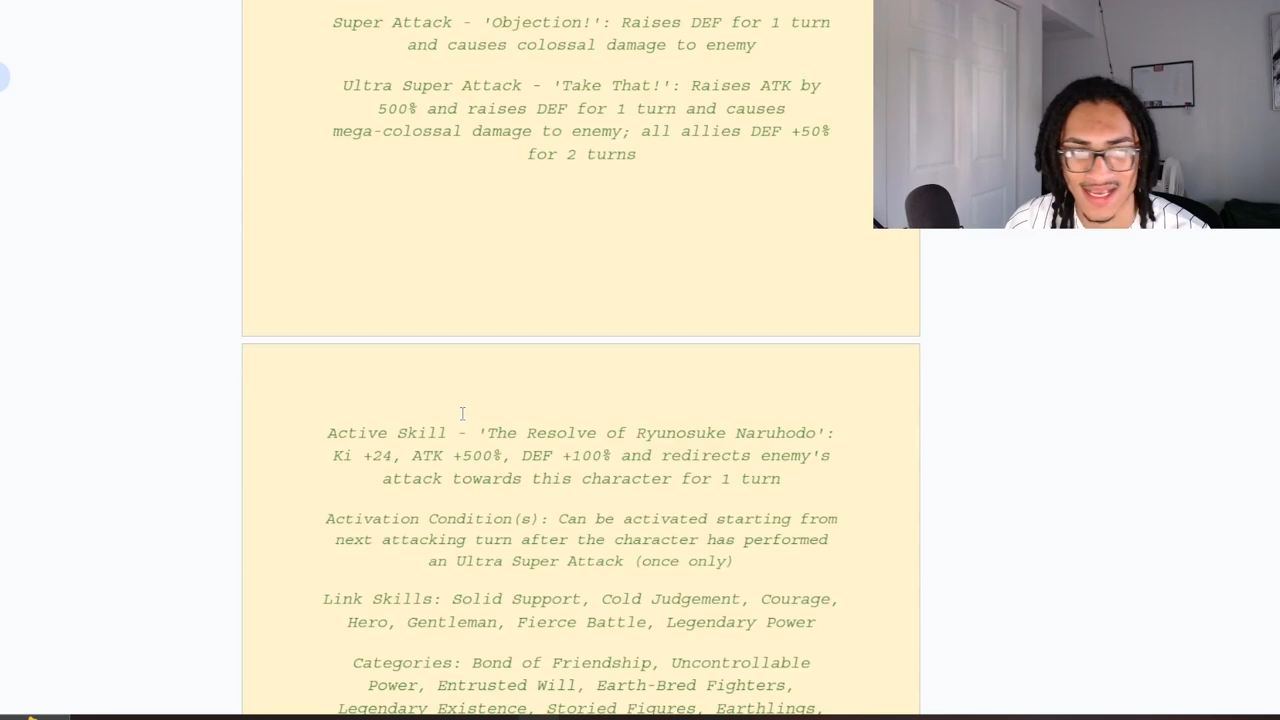 Super Attack - 'Objection!': Raises DEF for 1 turn
and causes colossal damage to enemy
Ultra Super Attack - 'Take That!': Raises ATK by
500% and raises DEF for 1 turn and causes
mega-colossal damage to enemy; all allies DEF +50%
for 2 turns
Active Skill - 'The Resolve of Ryunosuke Naruhodo':
Ki +24, ATK +500%, DEF +100% and redirects enemy's
attack towards this character for 1 turn
Activation Condition(s): Can be activated starting from
next attacking turn after the character has performed
an Ultra Super Attack (once only)
Link Skills: Solid Support, Cold Judgement, Courage,
Hero, Gentleman, Fierce Battle, Legendary Power
Categories: Bond of Friendship, Uncontrollable
Power, Entrusted Will, Earth-Bred Fighters,
Legendary Existence, Storied Figures, Earthlings,